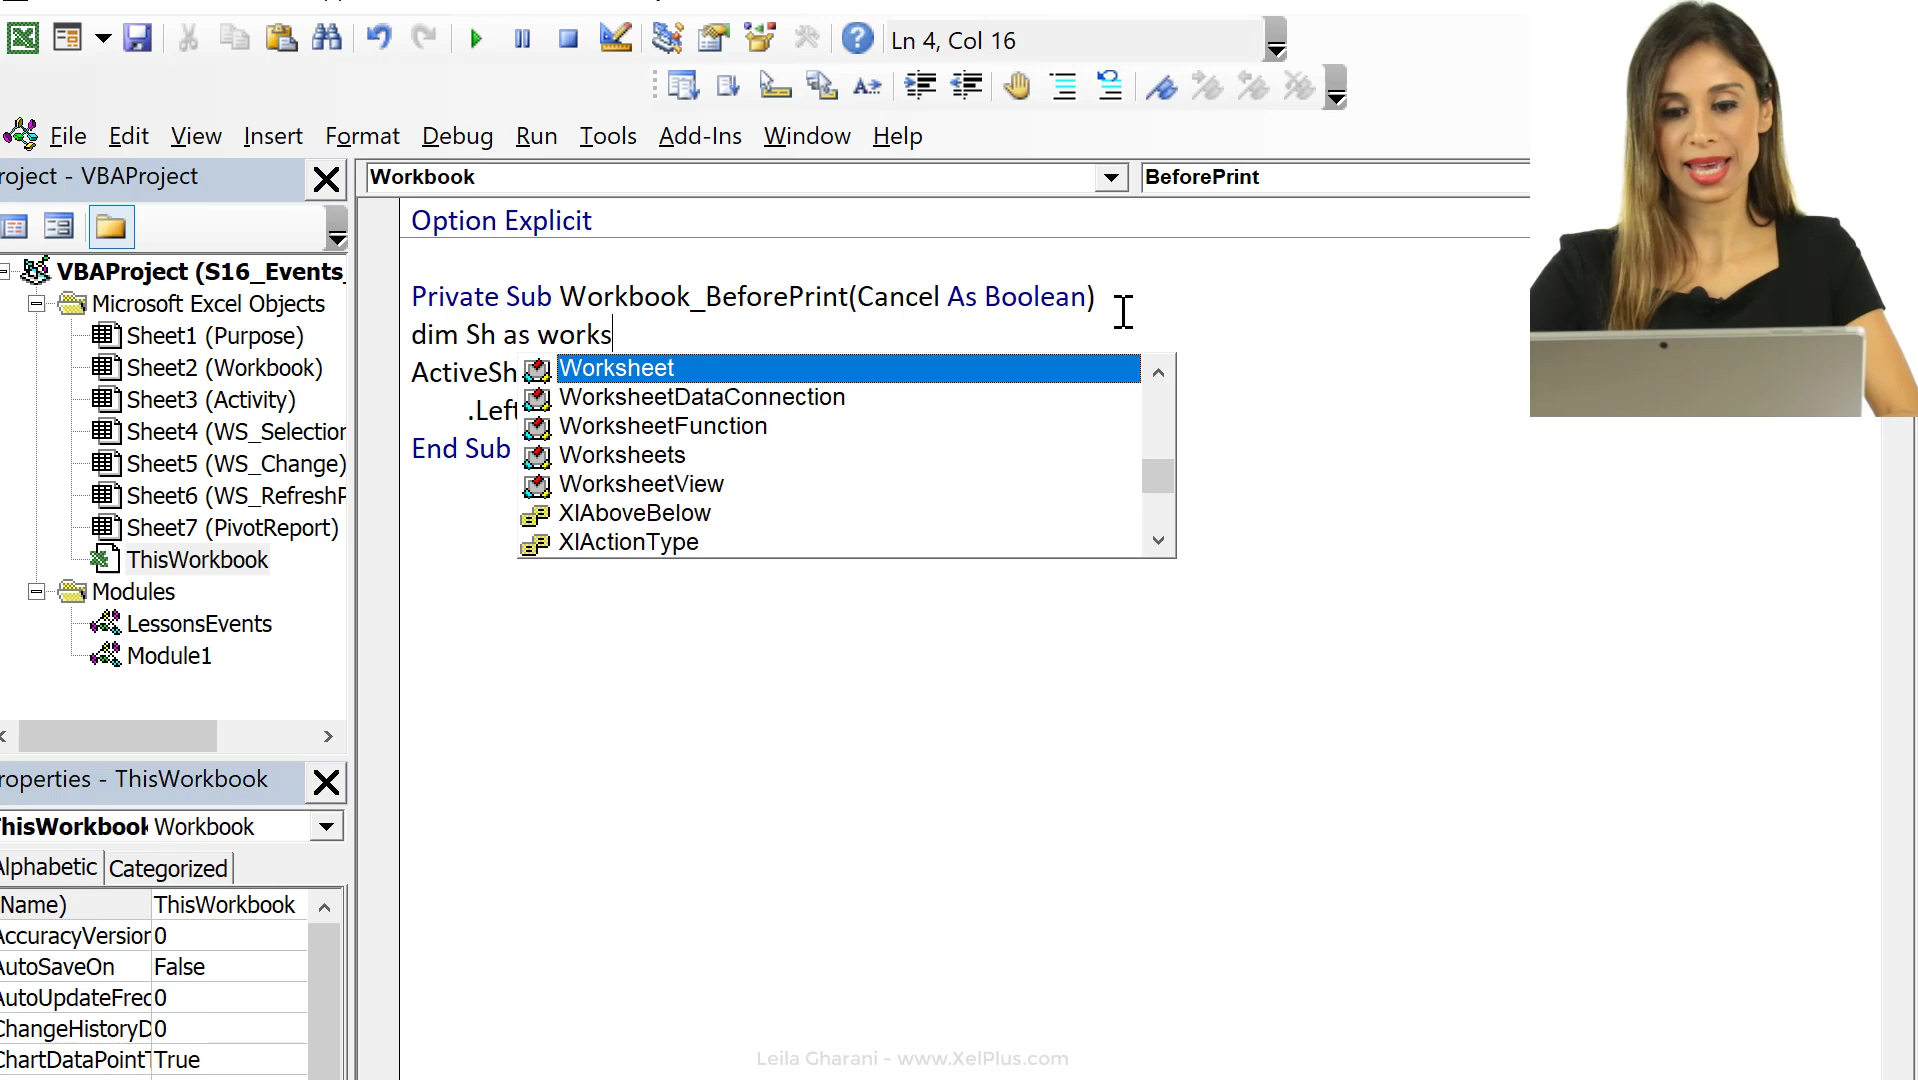 Ln 4, Col 16
File Edit View Insert Format Debug Run Tools Add-Ins Window Help
roject - VBAProject
Workbook
BeforePrint
Option Explicit
VBAProject (S16_Events_
Microsoft Excel Objects
Sheet1 (Purpose)
Sheet2 (Workbook)
Sheet3 (Activity)
Sheet4 (WS_Selection
Sheet5 (WS_Change)
Sheet6 (WS_RefreshP
Sheet7 (PivotReport)
ThisWorkbook
Modules
LessonsEvents
Module1
Private Sub Workbook_BeforePrint(Cancel As Boolean)
dim Sh as works
ActiveSh
.Left
End Sub
Worksheet
WorksheetDataConnection
WorksheetFunction
Worksheets
WorksheetView
XlAboveBelow
XlActionType
roperties - ThisWorkbook
ThisWorkbook Workbook
Alphabetic Categorized
Name) ThisWorkbook
AccuracyVersion 0
AutoSaveOn False
AutoUpdateFrec 0
ChangeHistoryD 0
ChartDataPointT True
Leila Gharani - www.XelPlus.com